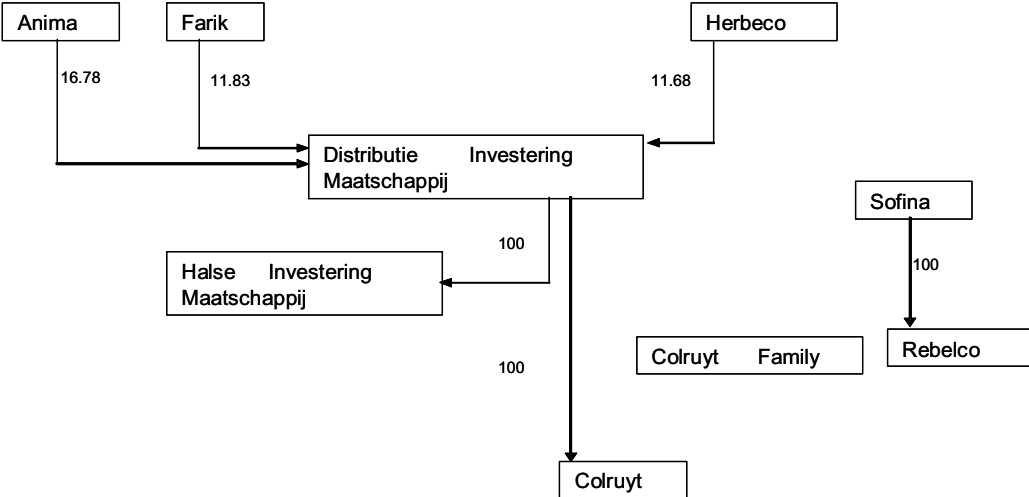 Anima
Farik
Herbeco
16.78
11.83
11.68
Distributie Investering
Maatschappij
Sofina
100
Halse Investering
Maatschappij
100
Colruyt Family
Rebelco
100
Colruyt